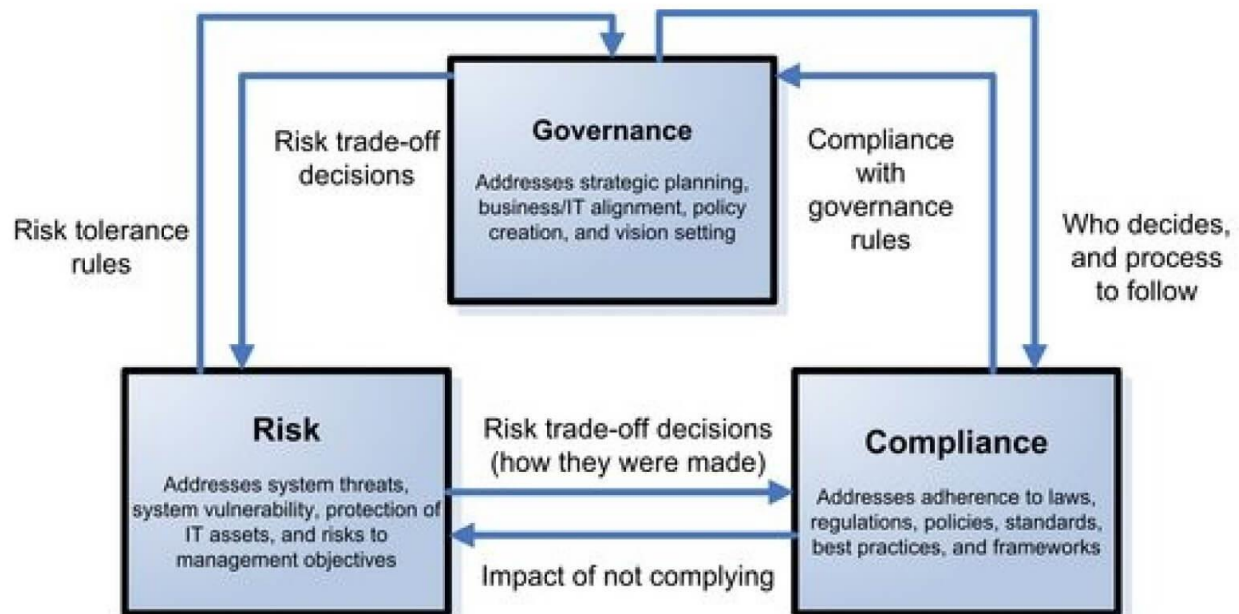 Governance
Addresses strategic planning,
business/IT alignment, policy
creation, and vision setting
Risk trade-off
decisions
Risk tolerance
rules
Compliance
with
governance
rules
Who decides,
and process
to follow
Risk
Addresses system threats,
system vulnerability, protection of
IT assets, and risks to
management objectives
Risk trade-off decisions
(how they were made)
Impact of not complying
Compliance
Addresses adherence to laws,
regulations, policies, standards,
best practices, and frameworks